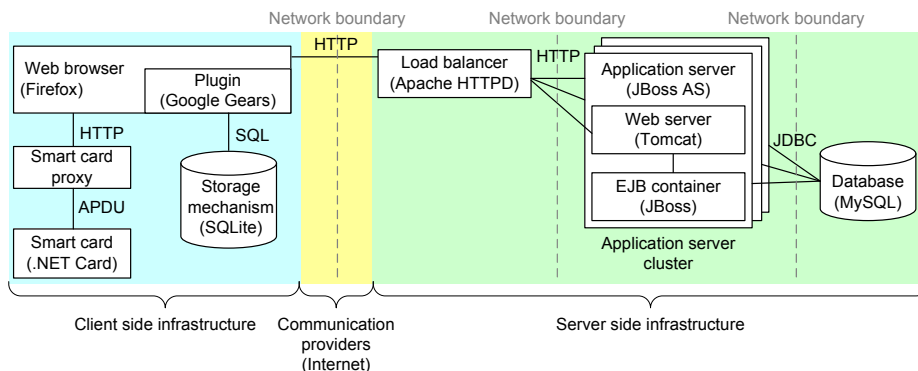 Network boundary
Network boundary
Network boundary
HTTP
Web browser
(Firefox)
Plugin
(Google Gears)
HTTP
SQL
Smart card
proxy
APDU
Smart card
(.NET Card)
Storage
mechanism
(SQLite)
Load balancer
(Apache HTTPD)
HTTP
Application server
(JBoss AS)
Web server
(Tomcat)
EJB container
(JBoss)
Application server
cluster
JDBC
Database
(MySQL)
Client side infrastructure
Communication
providers
(Internet)
Server side infrastructure